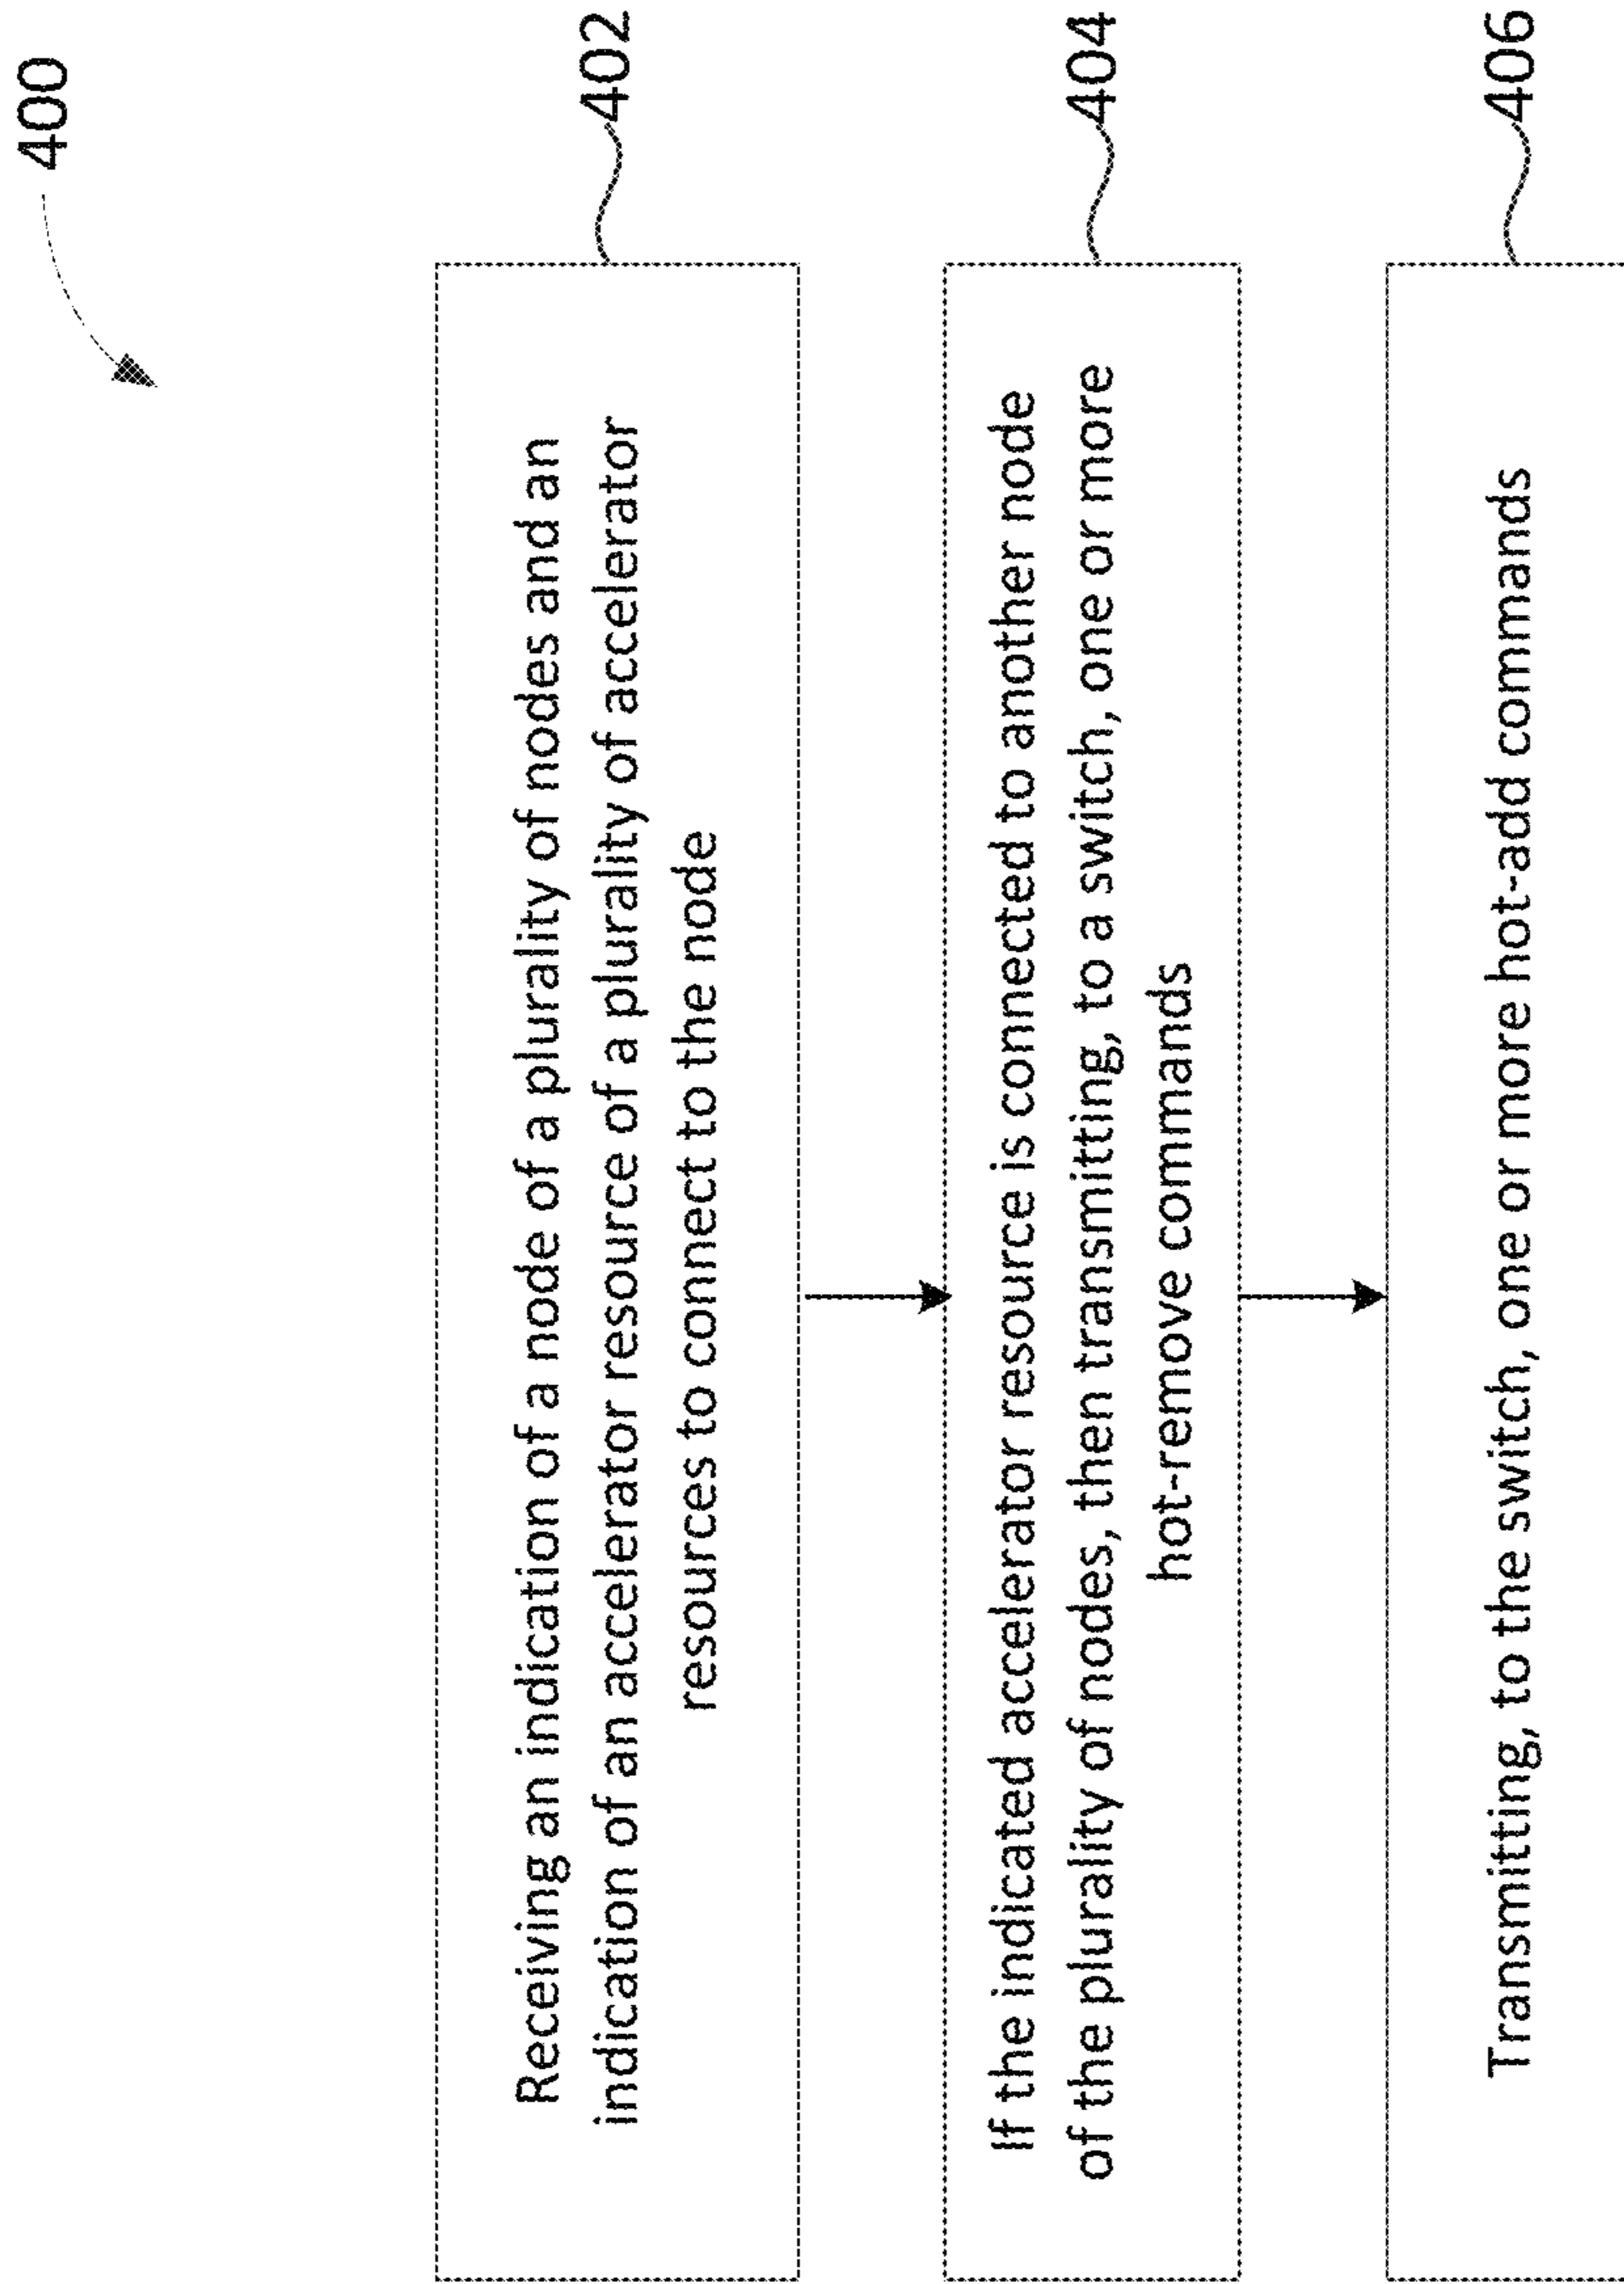 400
Receiving an indication of a node of a plurality of nodes and an
indication of an accelerator resource of a plurality of accelerator
resources to connect to the node
402
If the indicated accelerator resource is connected to another node
of the plurality of nodes, then transmitting, to a switch, one or more
hot-remove commands
404
Transmitting, to the switch, one or more hot-add commands
406